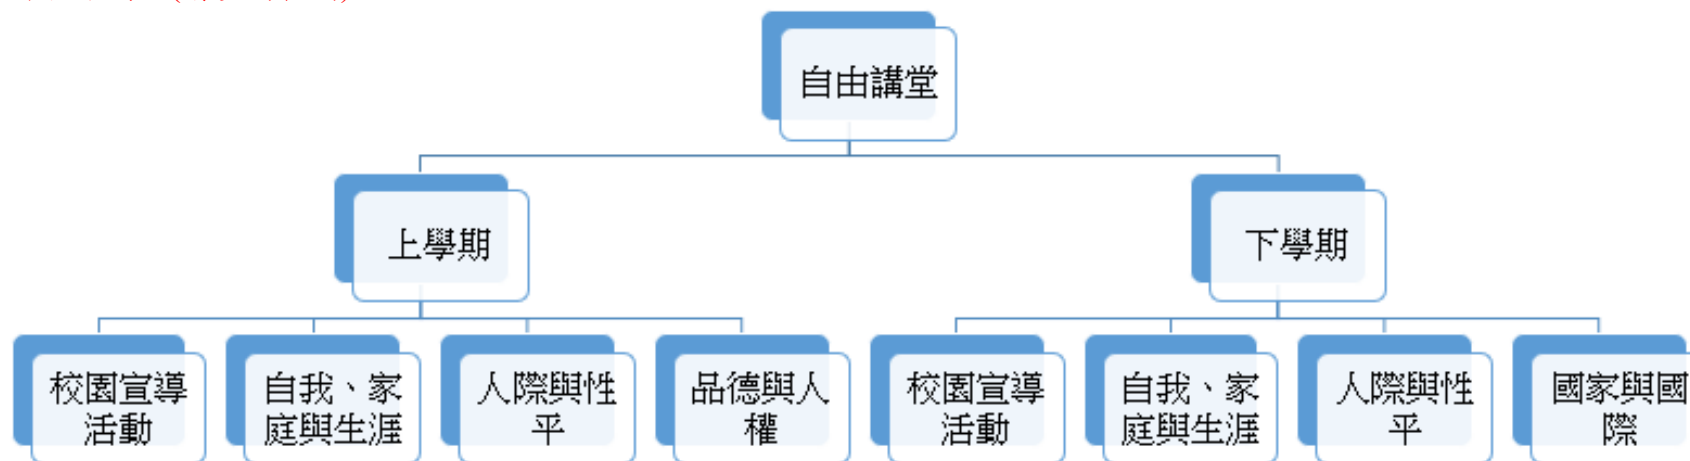 自由講堂
上學期
下學期
校園宣導
活動
自我、家
庭與生涯
人際與性
平
品德與人
權
校園宣導
活動
自我、家
庭與生涯
人際與性
平
國家與國
際